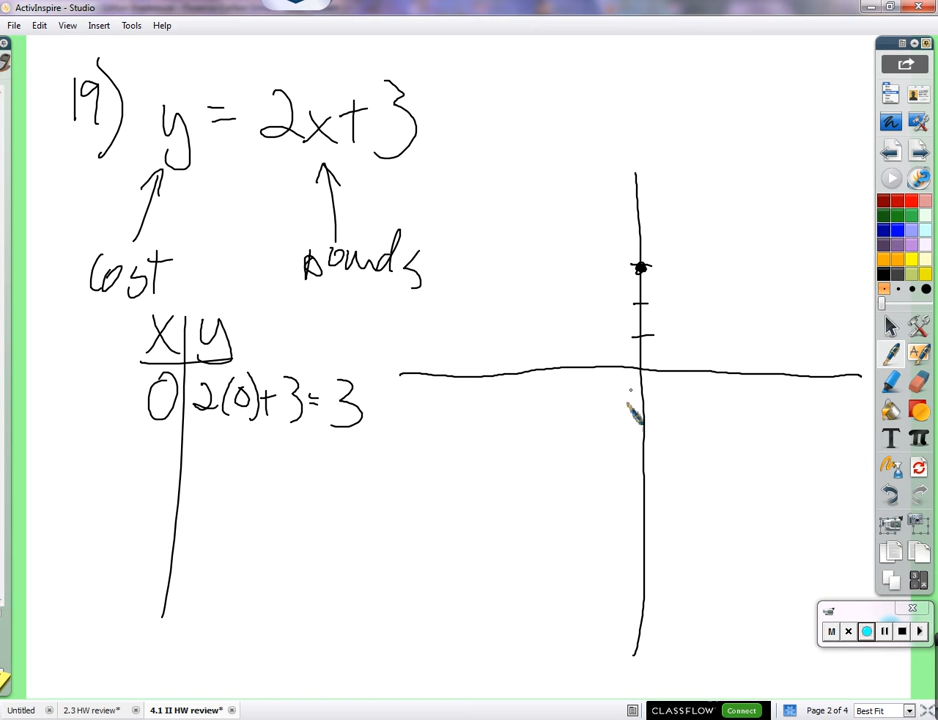 ActivInspire - Studio
File Edit View Insert Tools Help
19) y = 2x + 3
cost pounds
x y
0 2(0) + 3 = 3
M
Untitled 2.3 HW review* 4.1 II HW review* CLASSFLOW Connect Page 2 of 4 Best Fit